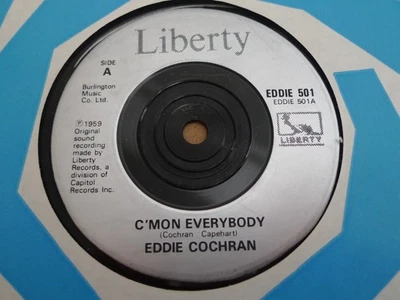 Liberty
SIDE
A
Burlington
Music
Co. Ltd.
℗1959
Original
sound
recording
made by
Liberty
Records, a
division of
Capitol
Records Inc.
EDDIE 501
EDDIE 501A
LIBERTY
C'MON EVERYBODY
(Cochran Capehart)
EDDIE COCHRAN